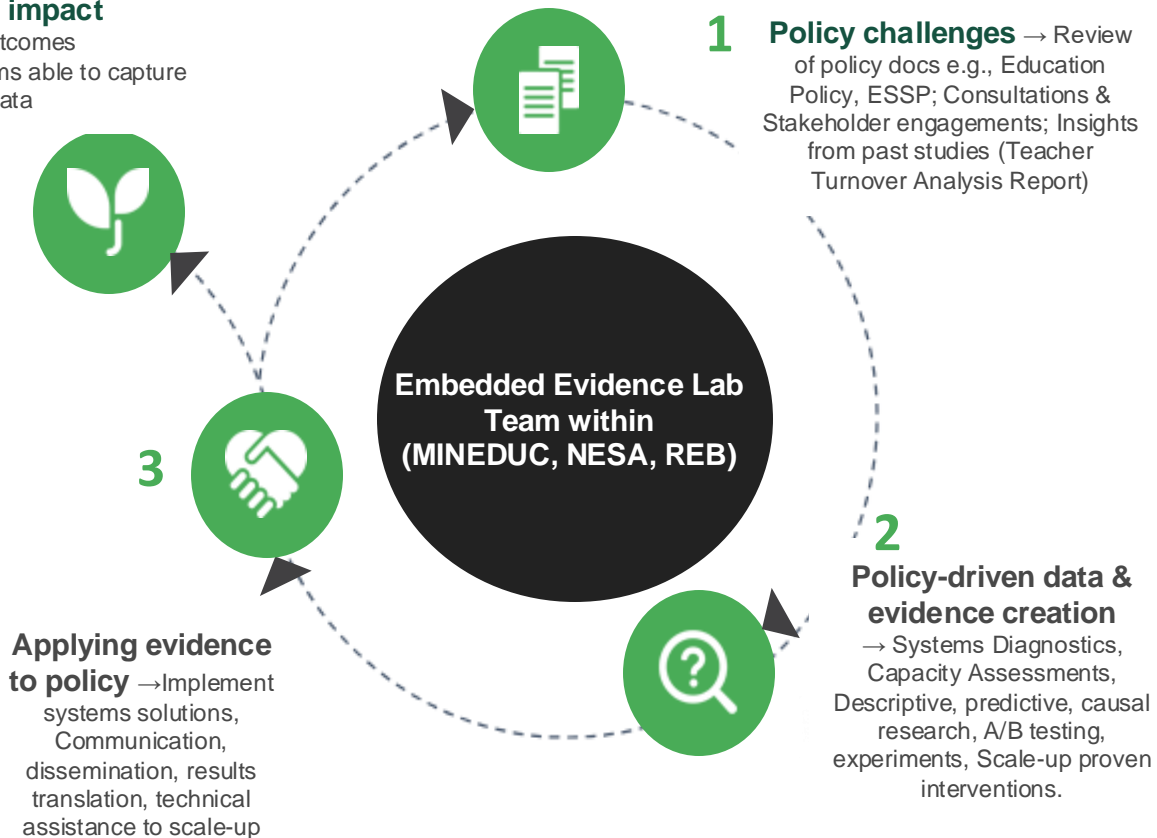 impact
ns able to capture
1
Policy challenges → Review
of policy docs e.g., Education
Policy, ESSP; Consultations &
Stakeholder engagements; Insights
from past studies (Teacher
Turnover Analysis Report)
Embedded Evidence Lab
Team within
(MINEDUC, NESA, REB)
2
Policy-driven data &
evidence creation
→ Systems Diagnostics,
Capacity Assessments,
Descriptive, predictive, causal
research, A/B testing,
experiments, Scale-up proven
interventions.
3
Applying evidence
to policy →Implement
systems solutions,
Communication,
dissemination, results
translation, technical
assistance to scale-up